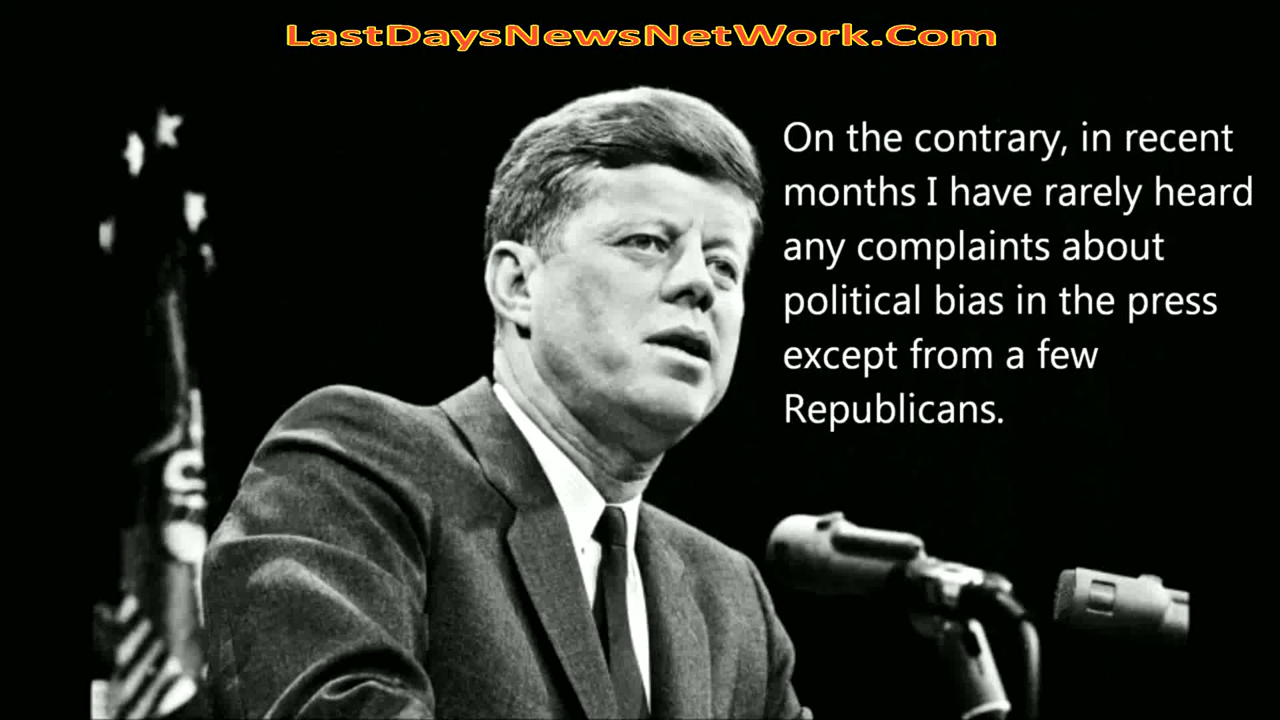 LastDaysNewsNetWork.Com
On the contrary, in recent
months I have rarely heard
any complaints about
political bias in the press
except from a few
Republicans.